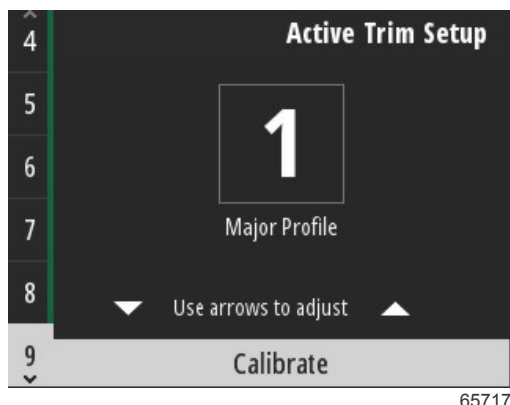 Active Trim Setup
4
5
1
6
7
Major Profile
8
Use arrows to adjust
9
Calibrate
65717